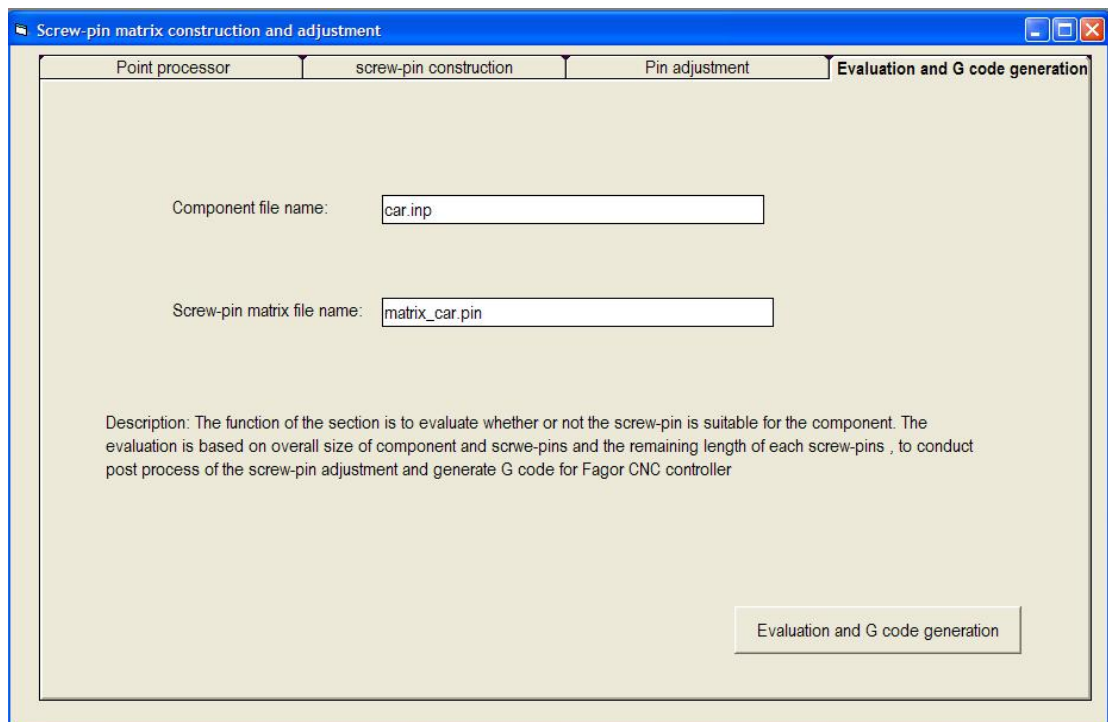 Screw-pin matrix construction and adjustment
Point processor screw-pin construction Pin adjustment Evaluation and G code generation
Component file name: car.inp
Screw-pin matrix file name: matrix_car.pin
Description: The function of the section is to evaluate whether or not the screw-pin is suitable for the component. The
evaluation is based on overall size of component and scrwe-pins and the remaining length of each screw-pins , to conduct
post process of the screw-pin adjustment and generate G code for Fagor CNC controller
Evaluation and G code generation